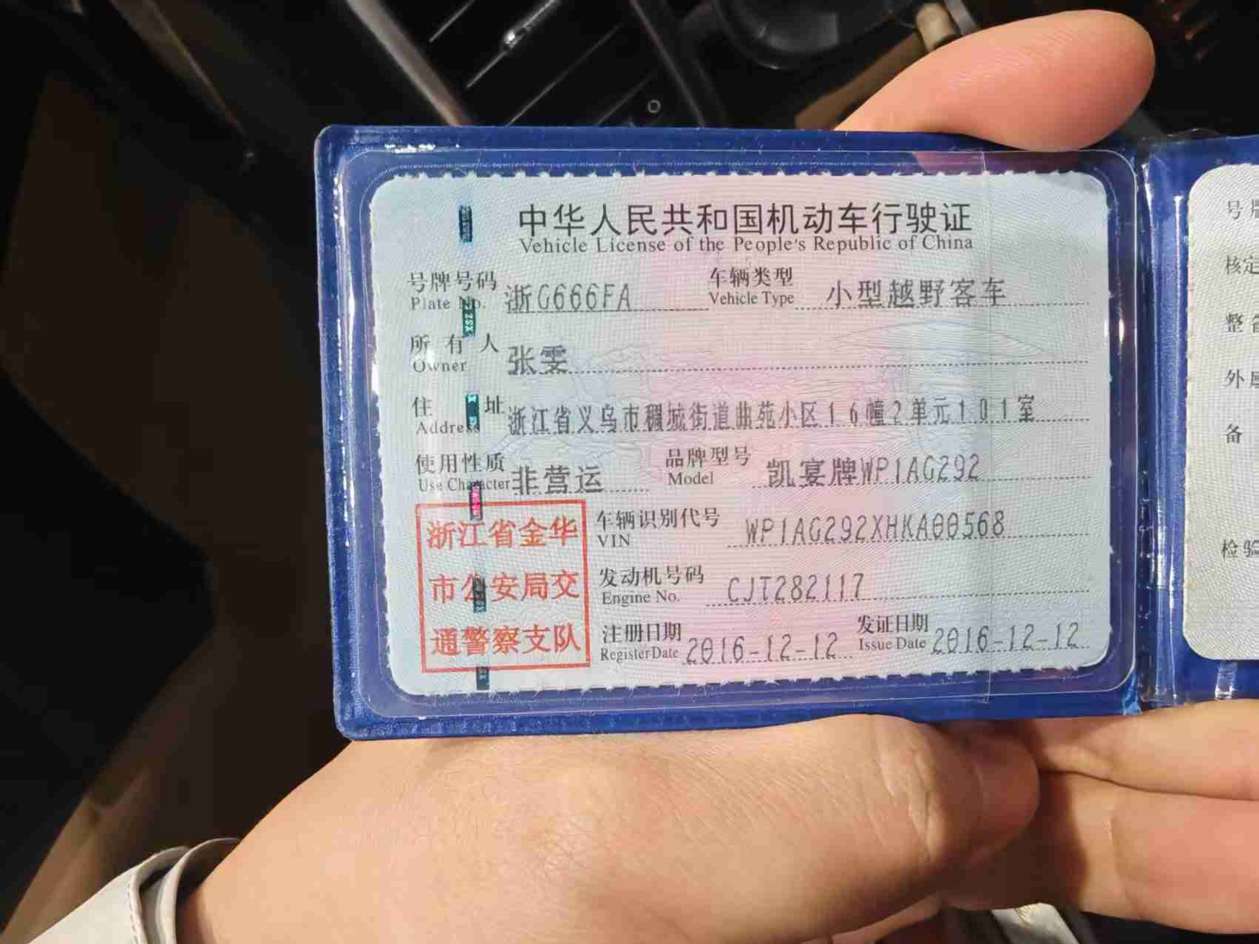 中华人民共和国机动车行驶证
Vehicle License of the People's Republic of China
号牌号码 浙G666FA 车辆类型 小型越野客车
Plate No. Vehicle Type
所有人 张雯
Owner
住址 浙江省义乌市稠城街道曲苑小区16幢2单元101室
Address
使用性质 非营运 品牌型号 凯宴牌WP1AG292
Use Character Model
浙江省金华
市公安局交
通警察支队
车辆识别代号 WP1AG292XHKA00568
VIN
发动机号码 CJT282117
Engine No.
注册日期 2016-12-12 发证日期 2016-12-12
Register Date Issue Date
号牌
核定
整备
外廓
备
检验